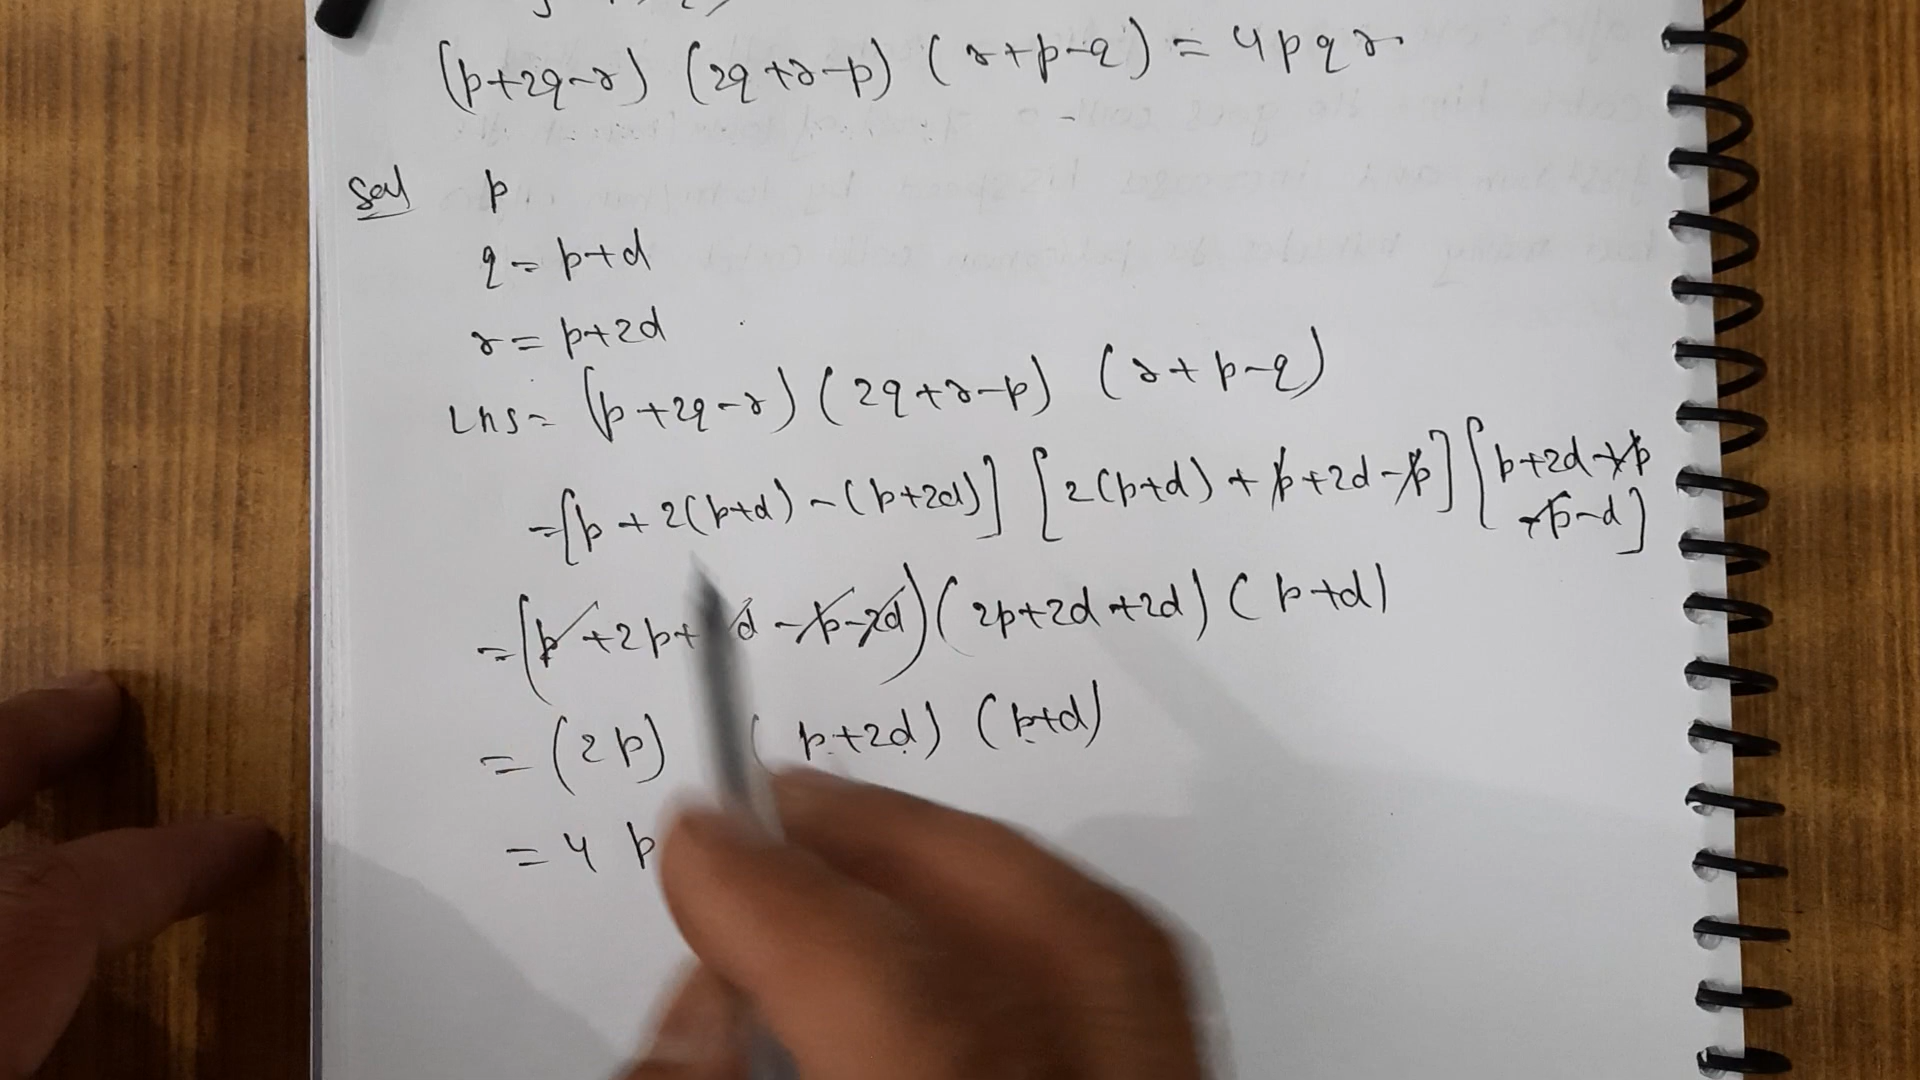 (p+2q-r) (2q+r-p) (r+p-q) = 4pqr.
Sol p
q = p+d
r = p+2d
LHS = (p+2q-r) (2q+r-p) (r+p-q)
=[p + 2(p+d) - (p+2d)] [2(p+d) + p+2d-p] [p+2d+p
-p-d]
=(p+2p+ d -p-2d) (2p+2d+2d) (p+d)
= (2p) ( p+2d) (p+d)
= 4 p